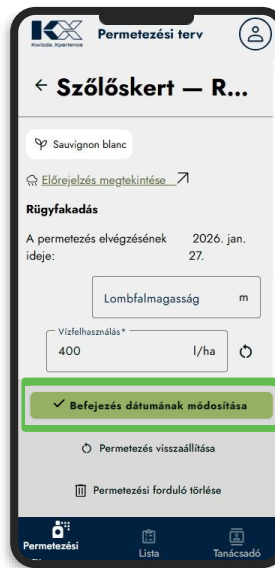 KX
Kwizda Xperience
Permetezési terv
← Szőlőskert — R...
Sauvignon blanc
Előrejelzés megtekintése
Rügyfakadás
A permetezés elvégzésének ideje:
2026. jan. 27.
Lombfalmagasság m
Vízfelhasználás*
400 l/ha
Befejezés dátumának módosítása
Permetezés visszaállítása
Permetezési forduló törlése
Permetezési
Lista
Tanácsadó